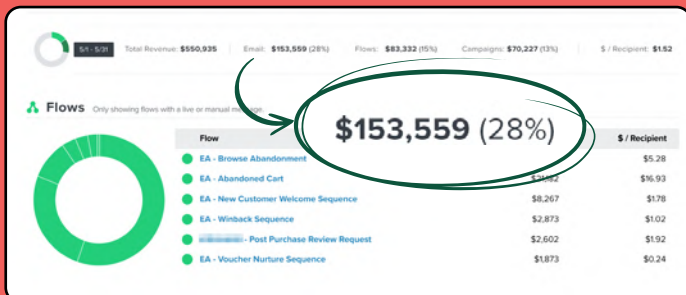 5/1 - 5/31 Total Revenue: $550,935 Email: $153,559 (28%) Flows: $83,332 (15%) Campaigns: $70,227 (13%) $ / Recipient: $1.52
Flows Only showing flows with a live or manual message.
$153,559 (28%)
Flow $ / Recipient
EA - Browse Abandonment $5.28
EA - Abandoned Cart $16.93
EA - New Customer Welcome Sequence $8,267 $1.78
EA - Winback Sequence $2,873 $1.02
- Post Purchase Review Request $2,602 $1.92
EA - Voucher Nurture Sequence $1,873 $0.24